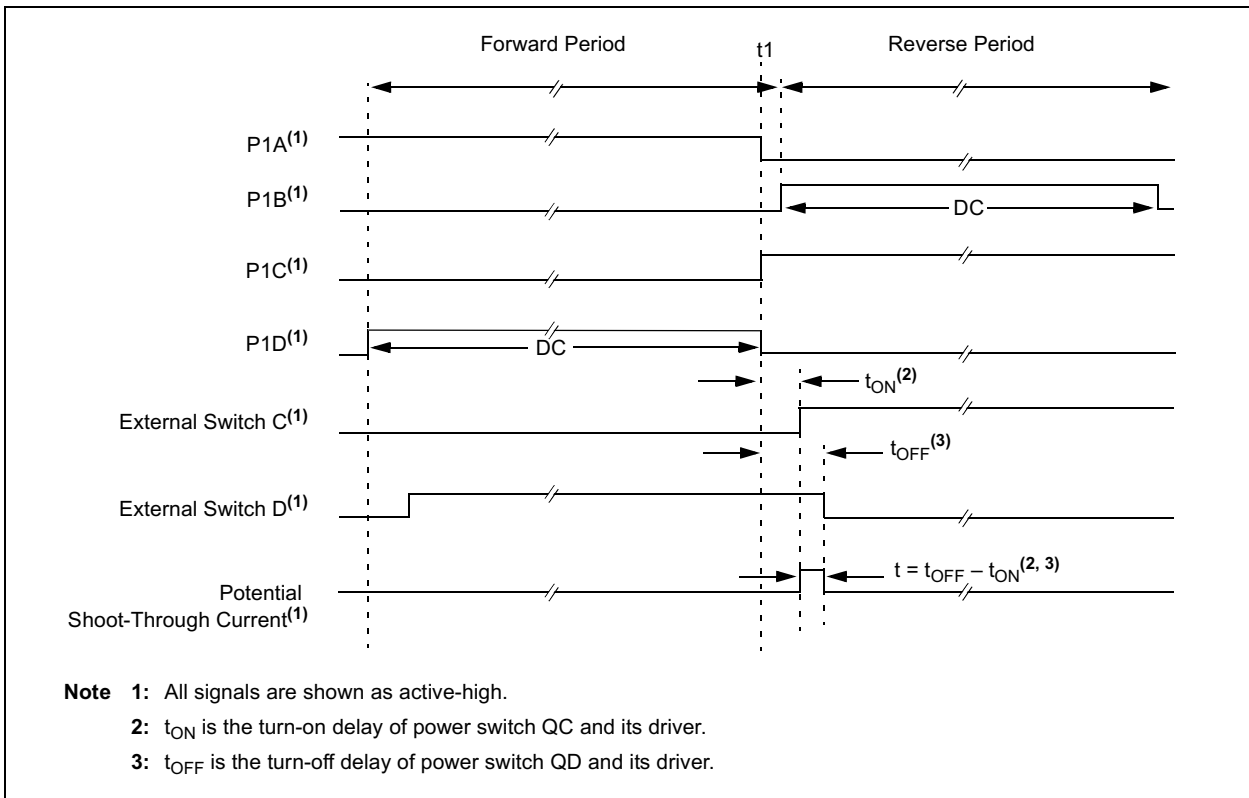 Forward Period
t1
Reverse Period
P1A(1)
P1B(1)
DC
P1C(1)
P1D(1)
DC
tON(2)
External Switch C(1)
tOFF(3)
External Switch D(1)
t = tOFF – tON(2, 3)
Potential
Shoot-Through Current(1)
Note 1: All signals are shown as active-high.
2: tON is the turn-on delay of power switch QC and its driver.
3: tOFF is the turn-off delay of power switch QD and its driver.